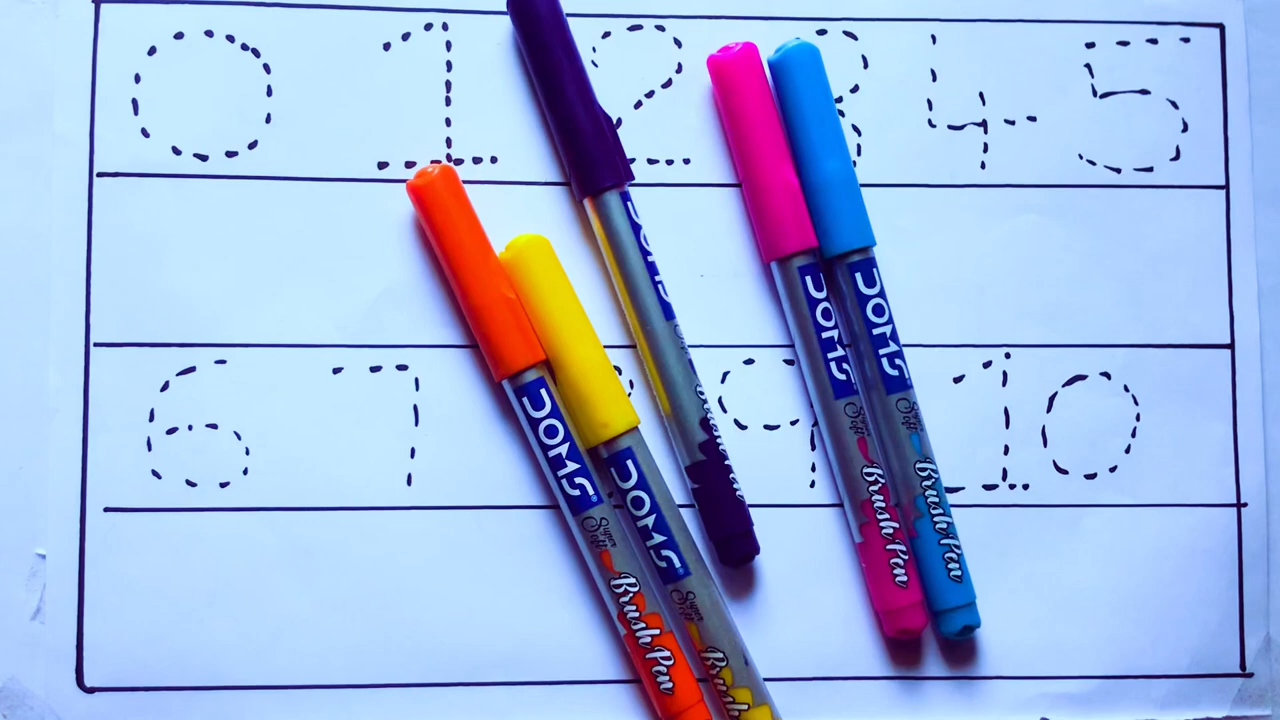 0 1 2 3 4 5
6 7 9 10
DOMS® Super Soft Brush Pen
DOMS® Super Soft Brush
DOMS Brush Pen
DOMS Super Soft Brush Pen
DOMS Super Soft Brush Pen